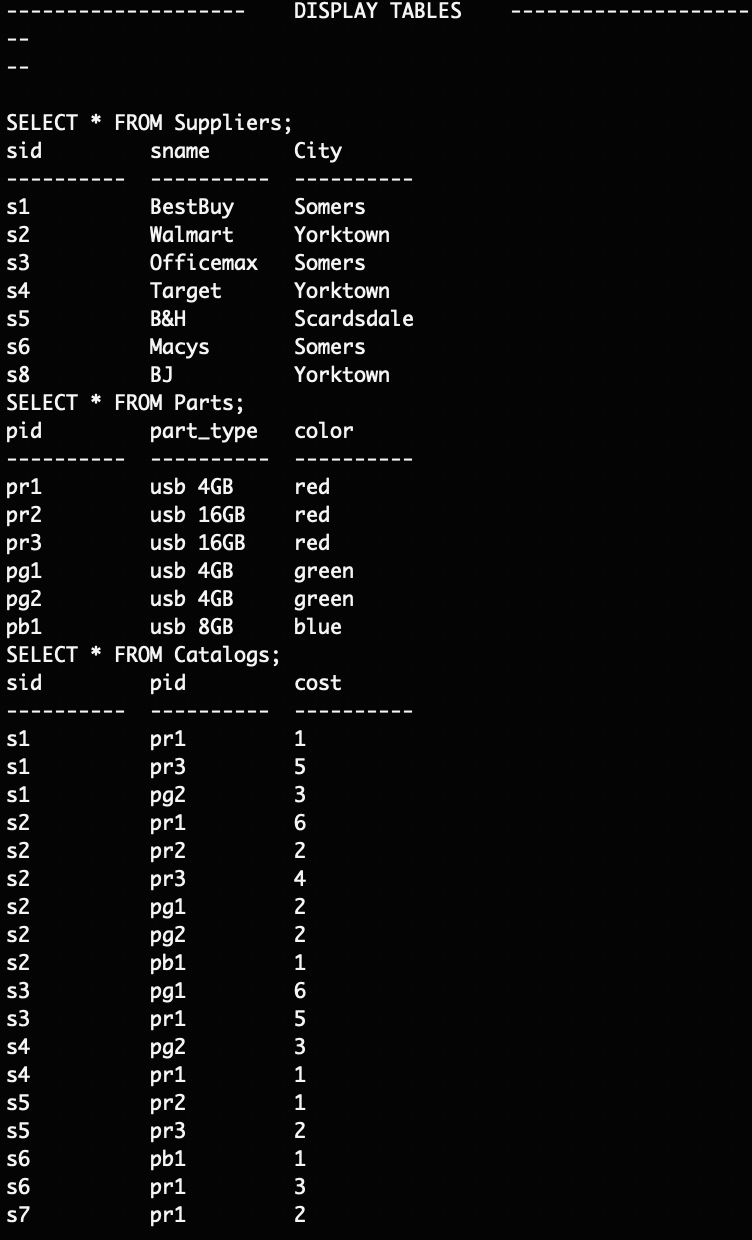 --------------------    DISPLAY TABLES    --------------------
--
--
SELECT * FROM Suppliers;
sid         sname       City
----------  ----------  ----------
s1          BestBuy     Somers
s2          Walmart     Yorktown
s3          Officemax   Somers
s4          Target      Yorktown
s5          B&H         Scardsdale
s6          Macys       Somers
s8          BJ          Yorktown
SELECT * FROM Parts;
pid         part_type   color
----------  ----------  ----------
pr1         usb 4GB     red
pr2         usb 16GB    red
pr3         usb 16GB    red
pg1         usb 4GB     green
pg2         usb 4GB     green
pb1         usb 8GB     blue
SELECT * FROM Catalogs;
sid         pid         cost
----------  ----------  ----------
s1          pr1         1
s1          pr3         5
s1          pg2         3
s2          pr1         6
s2          pr2         2
s2          pr3         4
s2          pg1         2
s2          pg2         2
s2          pb1         1
s3          pg1         6
s3          pr1         5
s4          pg2         3
s4          pr1         1
s5          pr2         1
s5          pr3         2
s6          pb1         1
s6          pr1         3
s7          pr1         2